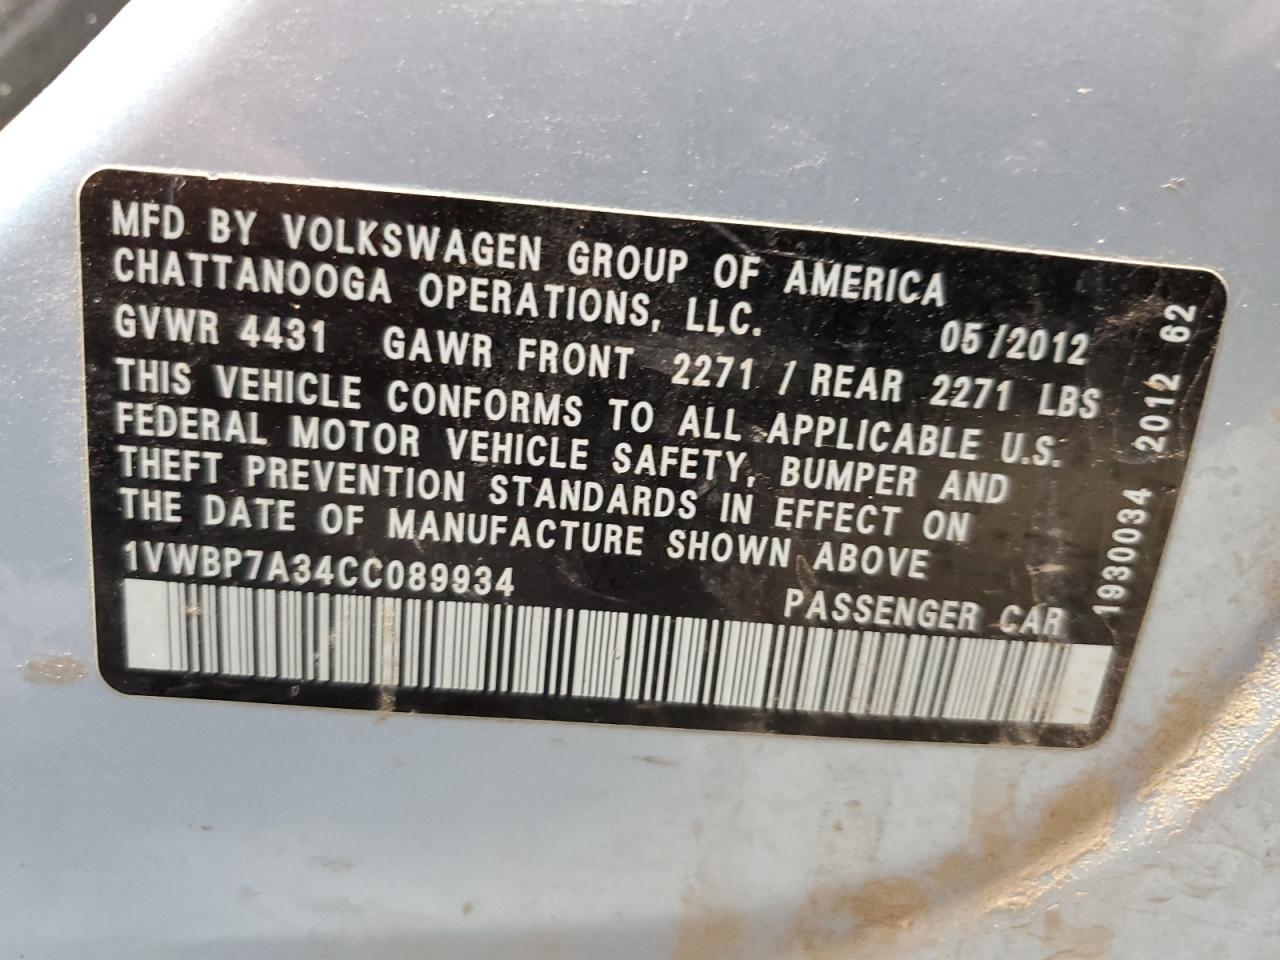 MFD BY VOLKSWAGEN GROUP OF AMERICA
CHATTANOOGA OPERATIONS, LLC. 05/2012
GVWR 4431 GAWR FRONT 2271 / REAR 2271 LBS
THIS VEHICLE CONFORMS TO ALL APPLICABLE U.S.
FEDERAL MOTOR VEHICLE SAFETY, BUMPER AND
THEFT PREVENTION STANDARDS IN EFFECT ON
THE DATE OF MANUFACTURE SHOWN ABOVE
1VWBP7A34CC089934 PASSENGER CAR
1930034 2012 62